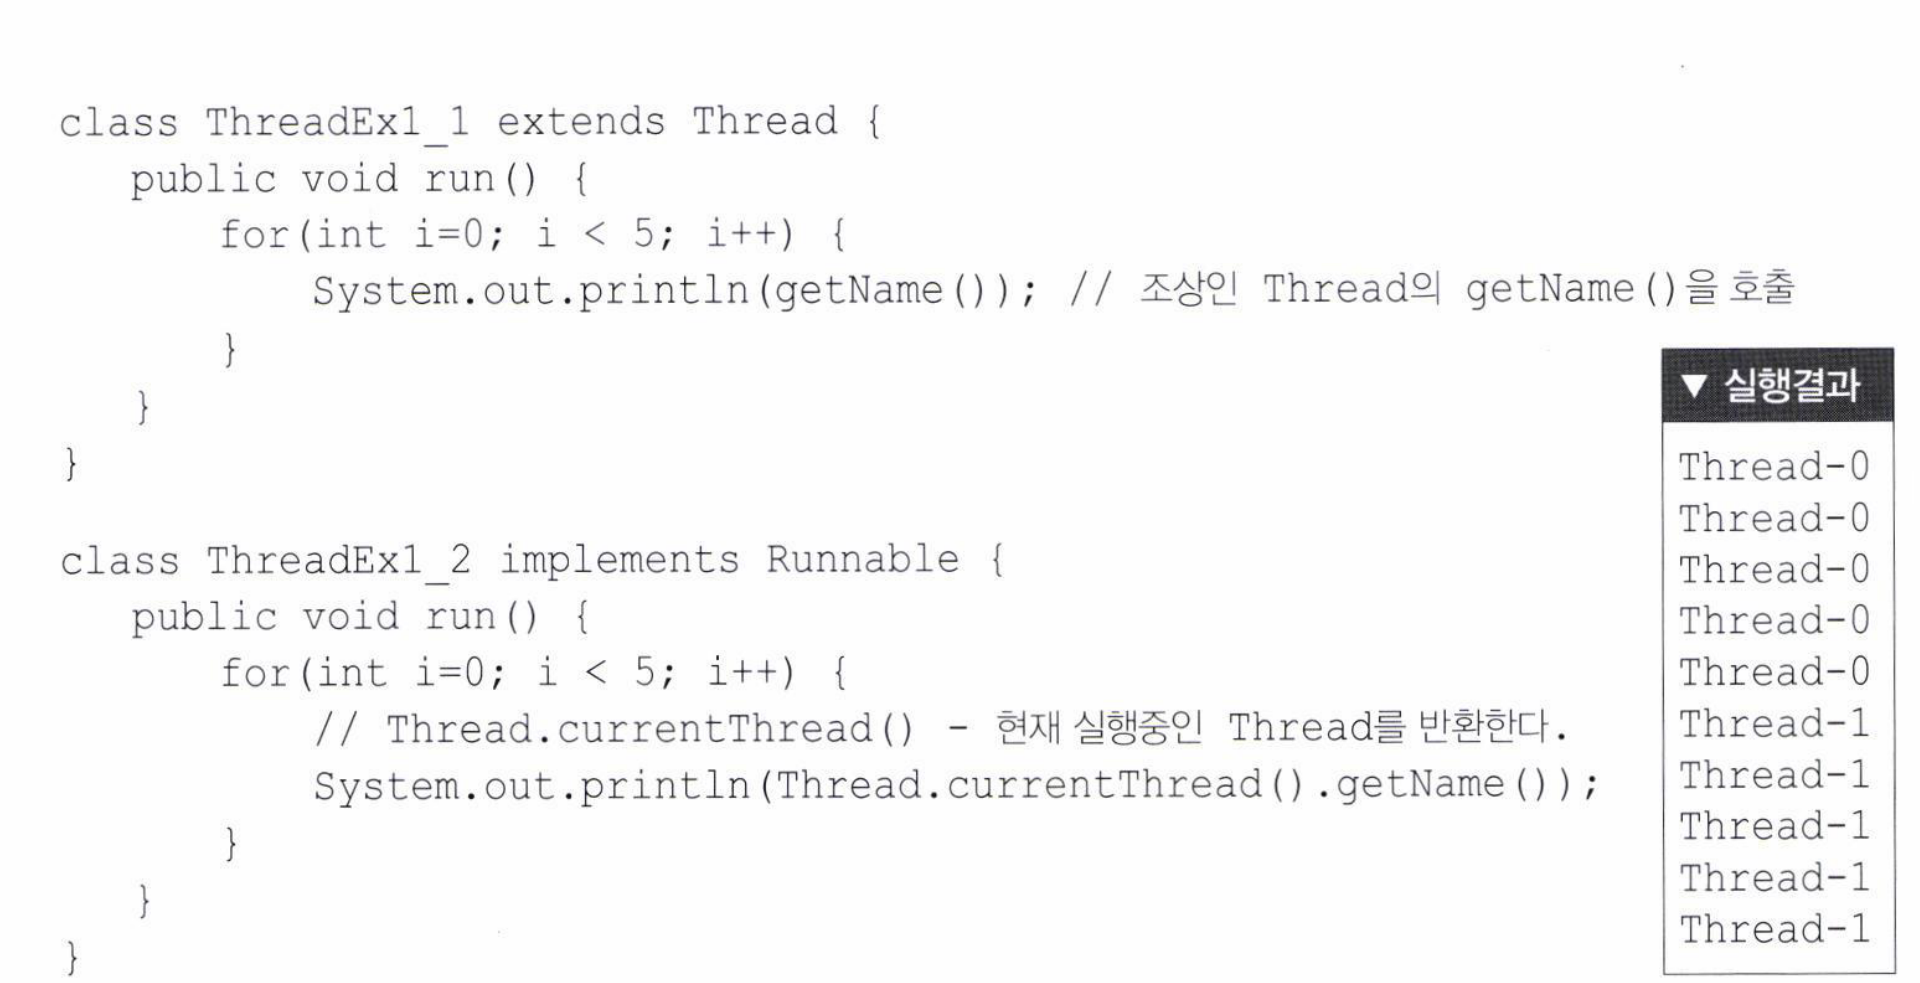 class ThreadEx1_1 extends Thread {
public void run() {
for(int i=0; i < 5; i++) {
System.out.println(getName()); // 조상인 Thread의 getName()을 호출
}
}
}
class ThreadEx1_2 implements Runnable {
public void run() {
for(int i=0; i < 5; i++) {
// Thread.currentThread() - 현재 실행중인 Thread를 반환한다.
System.out.println(Thread.currentThread().getName());
}
}
}
▼ 실행결과
Thread-0
Thread-0
Thread-0
Thread-0
Thread-0
Thread-1
Thread-1
Thread-1
Thread-1
Thread-1